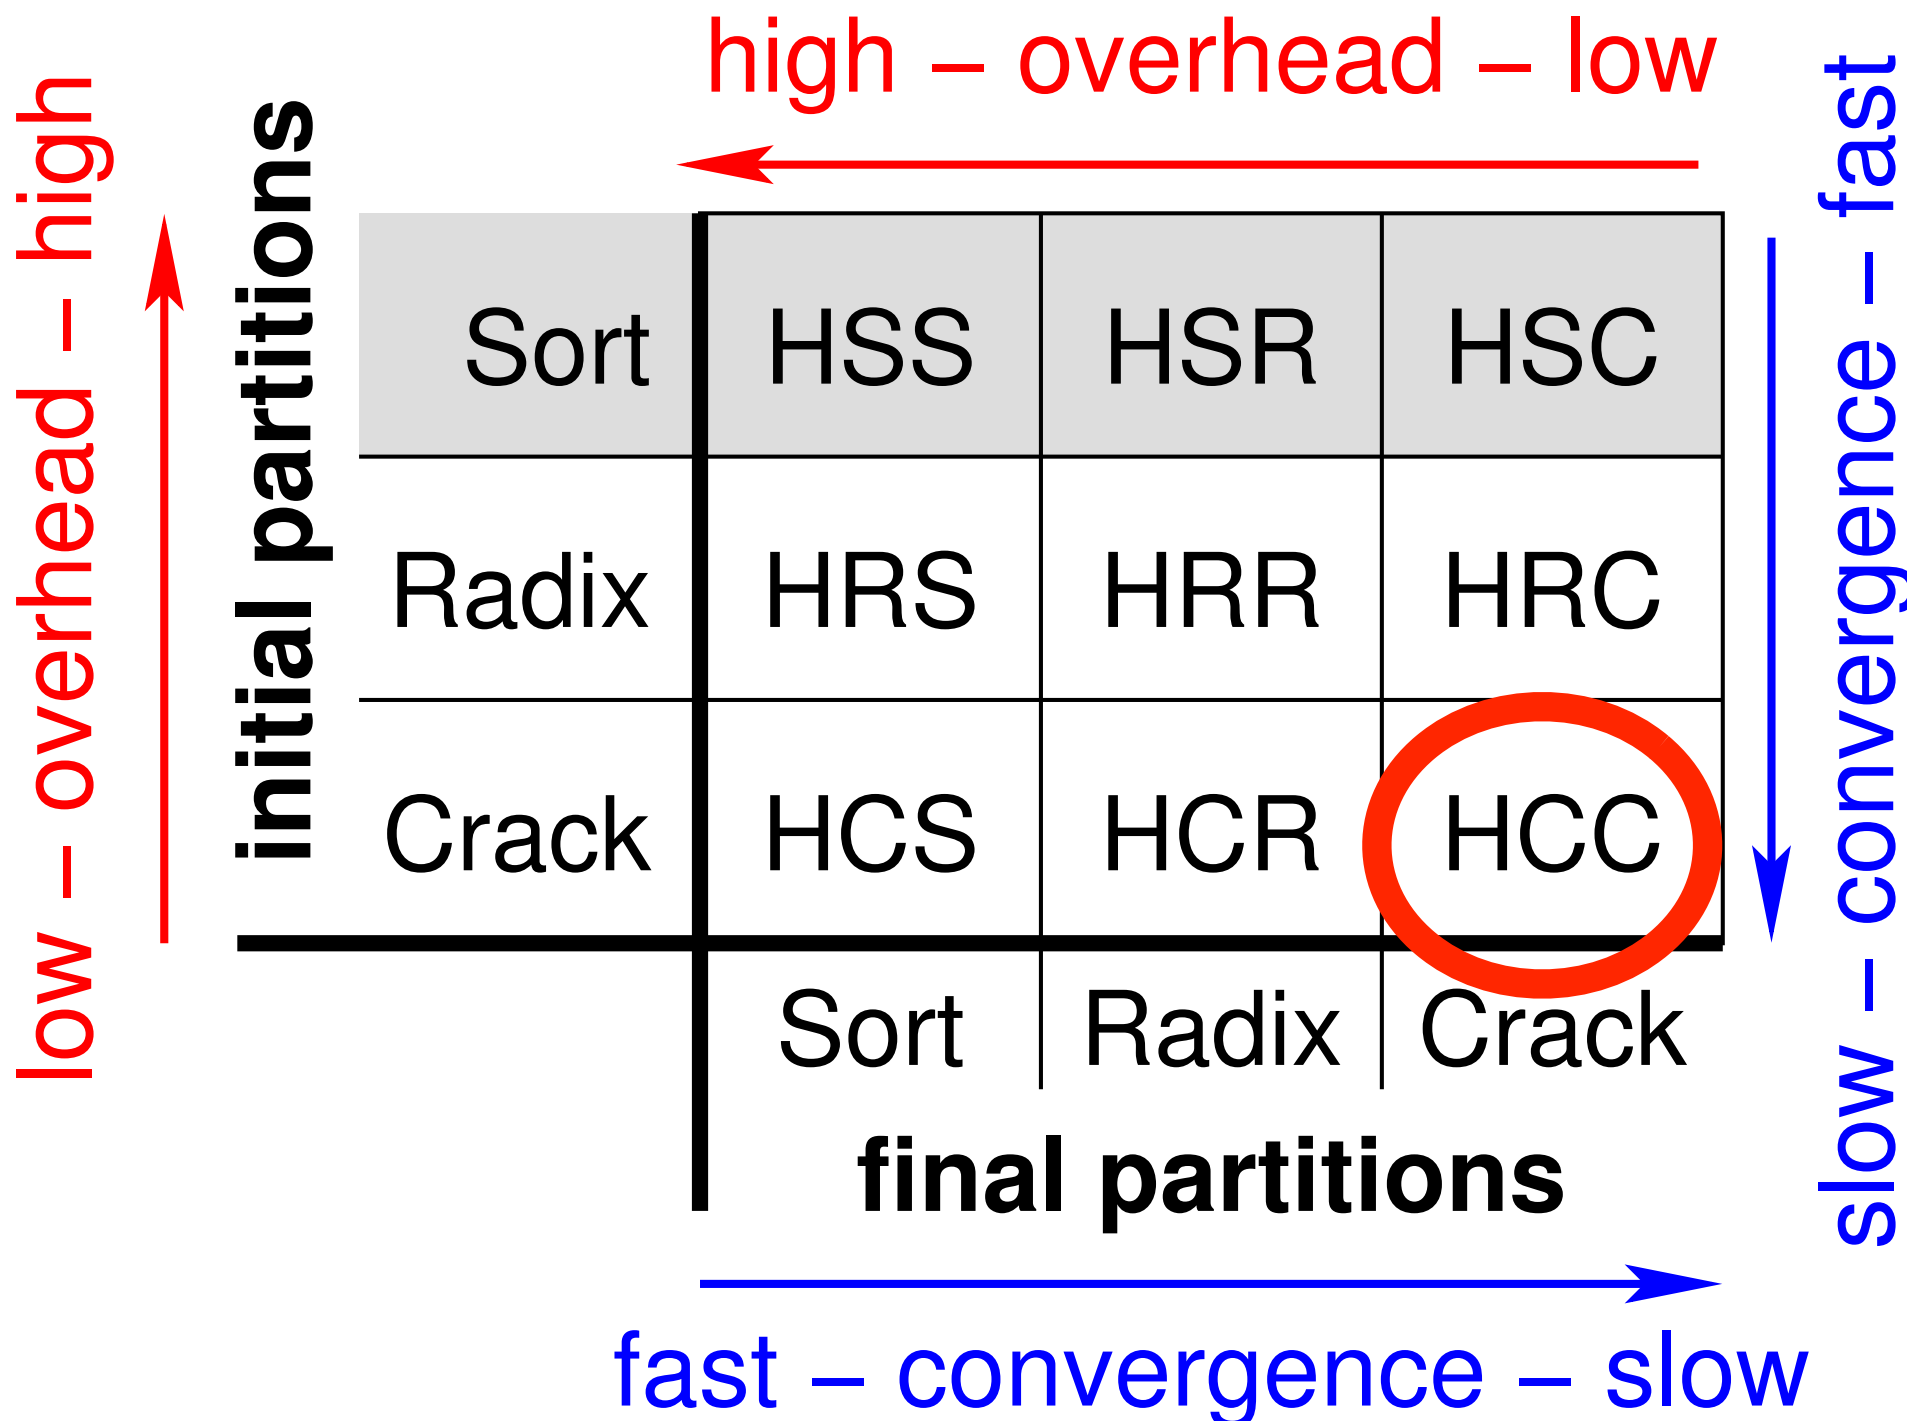 high – overhead – low
low – overhead – high
initial partitions
slow – convergence – fast
Sort HSS HSR HSC
Radix HRS HRR HRC
Crack HCS HCR HCC
Sort Radix Crack
final partitions
fast – convergence – slow